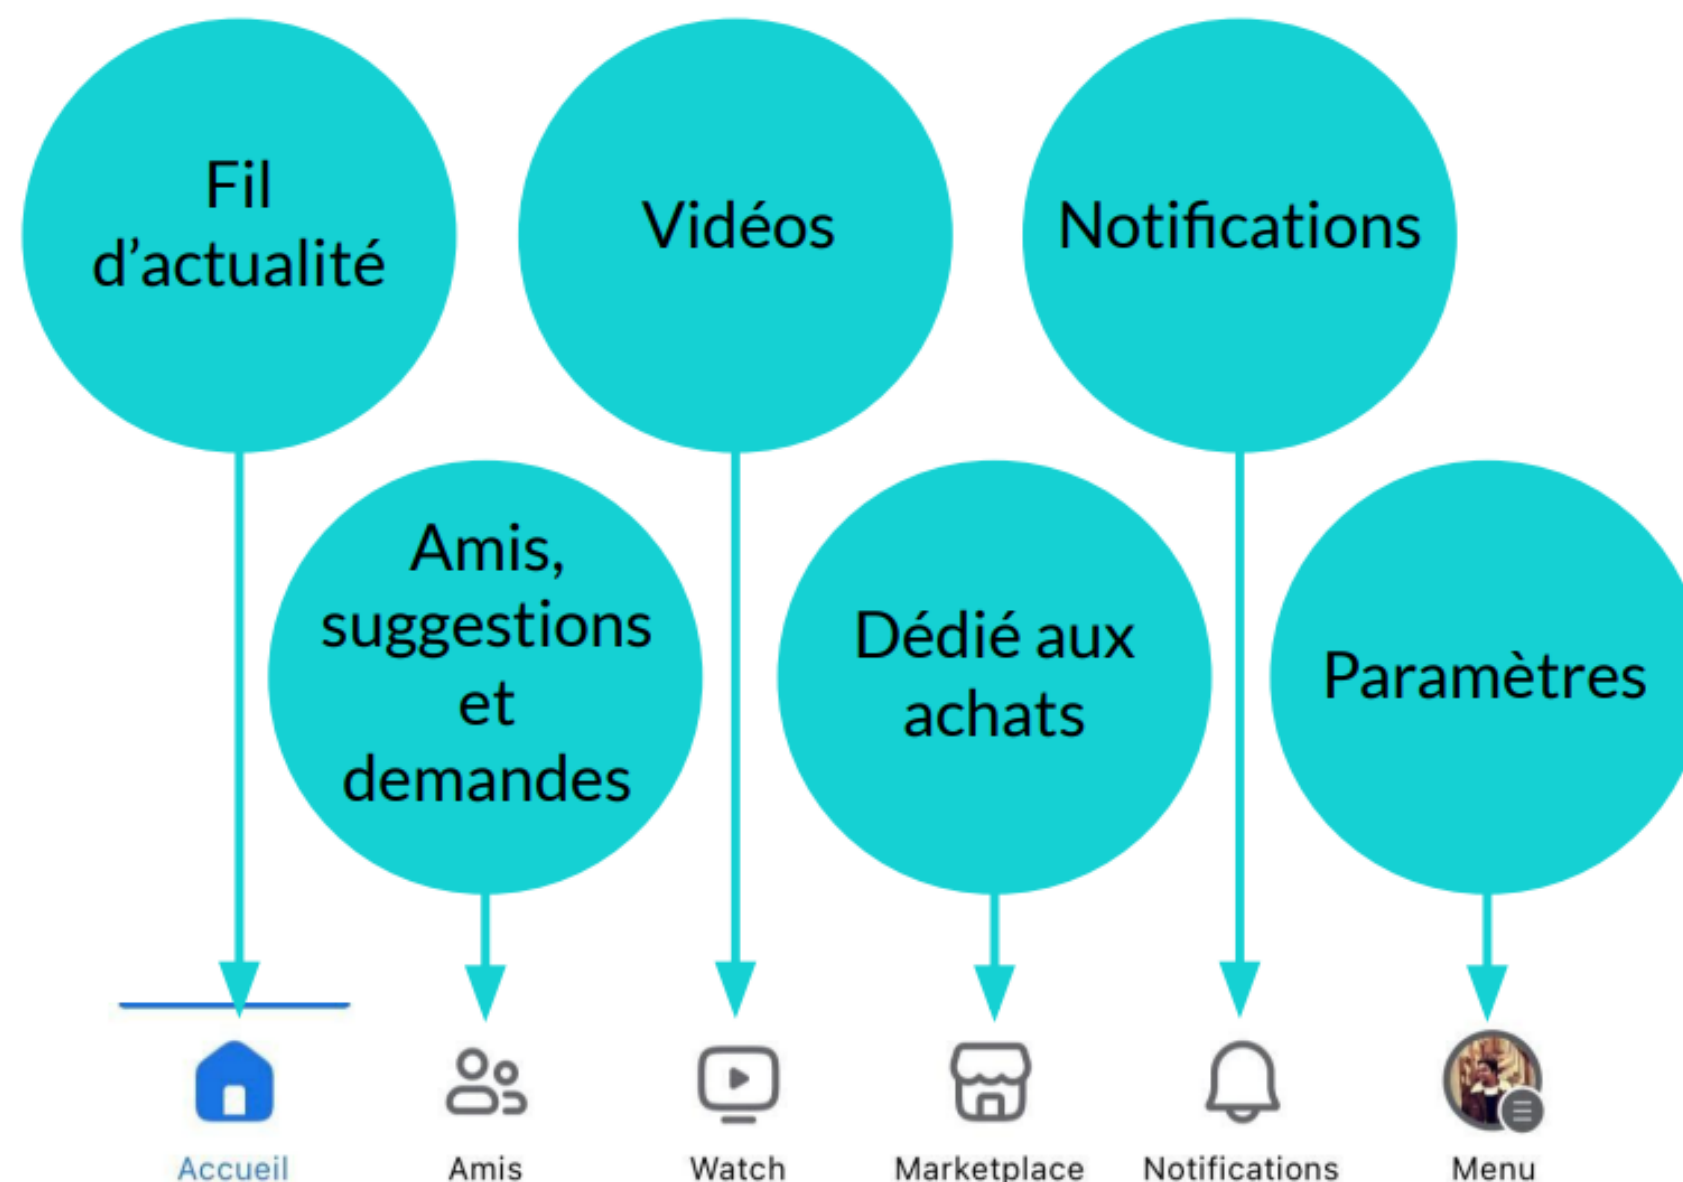 Fil
d’actualité
Vidéos
Notifications
Amis,
suggestions
et
demandes
Dédié aux
achats
Paramètres
Accueil
Amis
Watch
Marketplace
Notifications
Menu